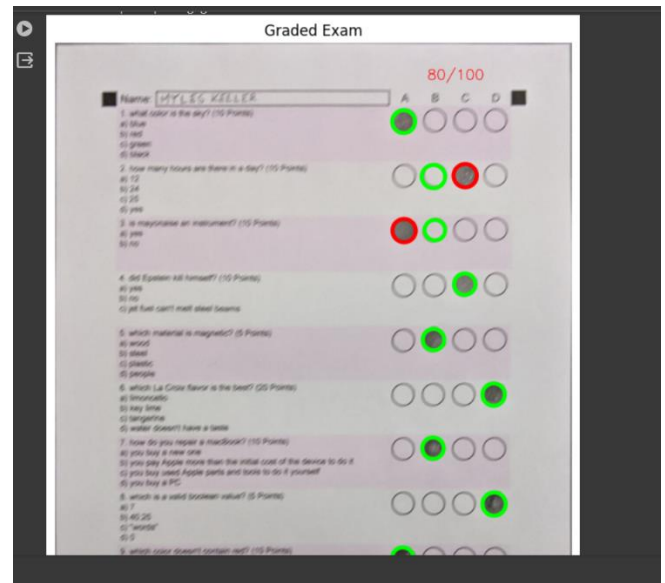 Graded Exam
80/100
Name: MYLES KELLER A B C D
1. what color is the sky? (10 Points)
a) blue
b) red
c) green
d) black
2. how many hours are there in a day? (15 Points)
a) 12
b) 24
c) 25
d) yes
3. is mayonaise an instrument? (10 Points)
a) yes
b) no
4. did Epstein kill himself? (10 Points)
a) yes
b) no
c) jet fuel can't melt steel beams
5. which material is magnetic? (5 Points)
a) wood
b) steel
c) plastic
d) people
6. which La Croix flavor is the best? (20 Points)
a) limoncello
b) key lime
c) tangerine
d) water doesn't have a taste
7. how do you repair a macBook? (10 Points)
a) you buy a new one
b) you pay Apple more than the initial cost of the device to do it
c) you buy used Apple parts and tools to do it yourself
d) you buy a PC
8. which is a valid boolean value? (5 Points)
a) 7
b) 40.25
c) "words"
d) 0
9. which color doesn't contain red? (10 Points)